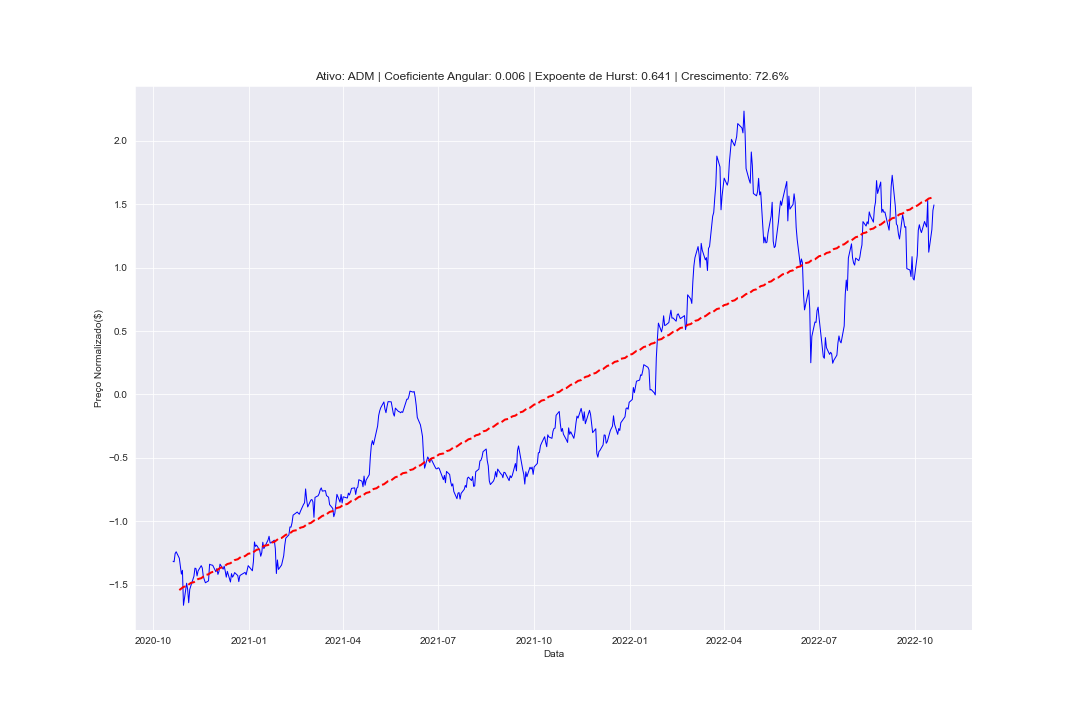 Ativo: ADM | Coeficiente Angular: 0.006 | Expoente de Hurst: 0.641 | Crescimento: 72.6%
Preço Normalizado($)
2.0
1.5
1.0
0.5
0.0
−0.5
−1.0
−1.5
2020-10 2021-01 2021-04 2021-07 2021-10 2022-01 2022-04 2022-07 2022-10
Data